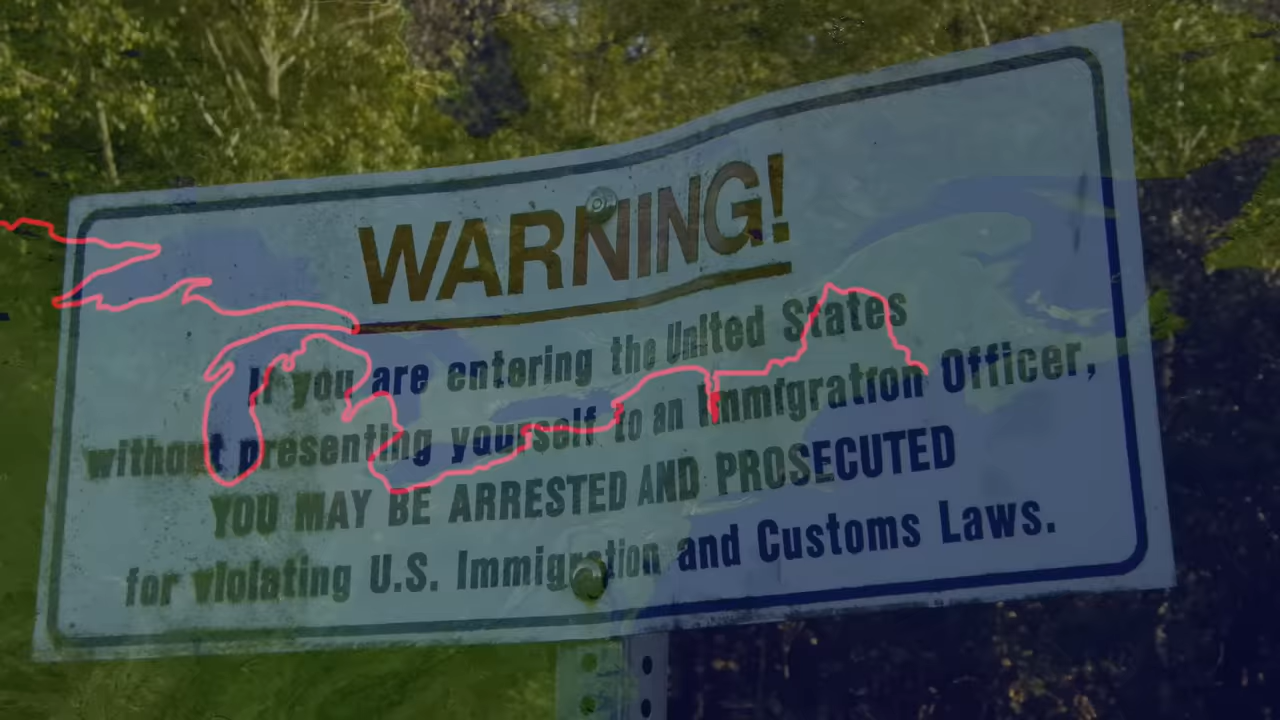 WARNING!
If you are entering the United States
without presenting yourself to an Immigration Officer,
YOU MAY BE ARRESTED AND PROSECUTED
for violating U.S. Immigration and Customs Laws.